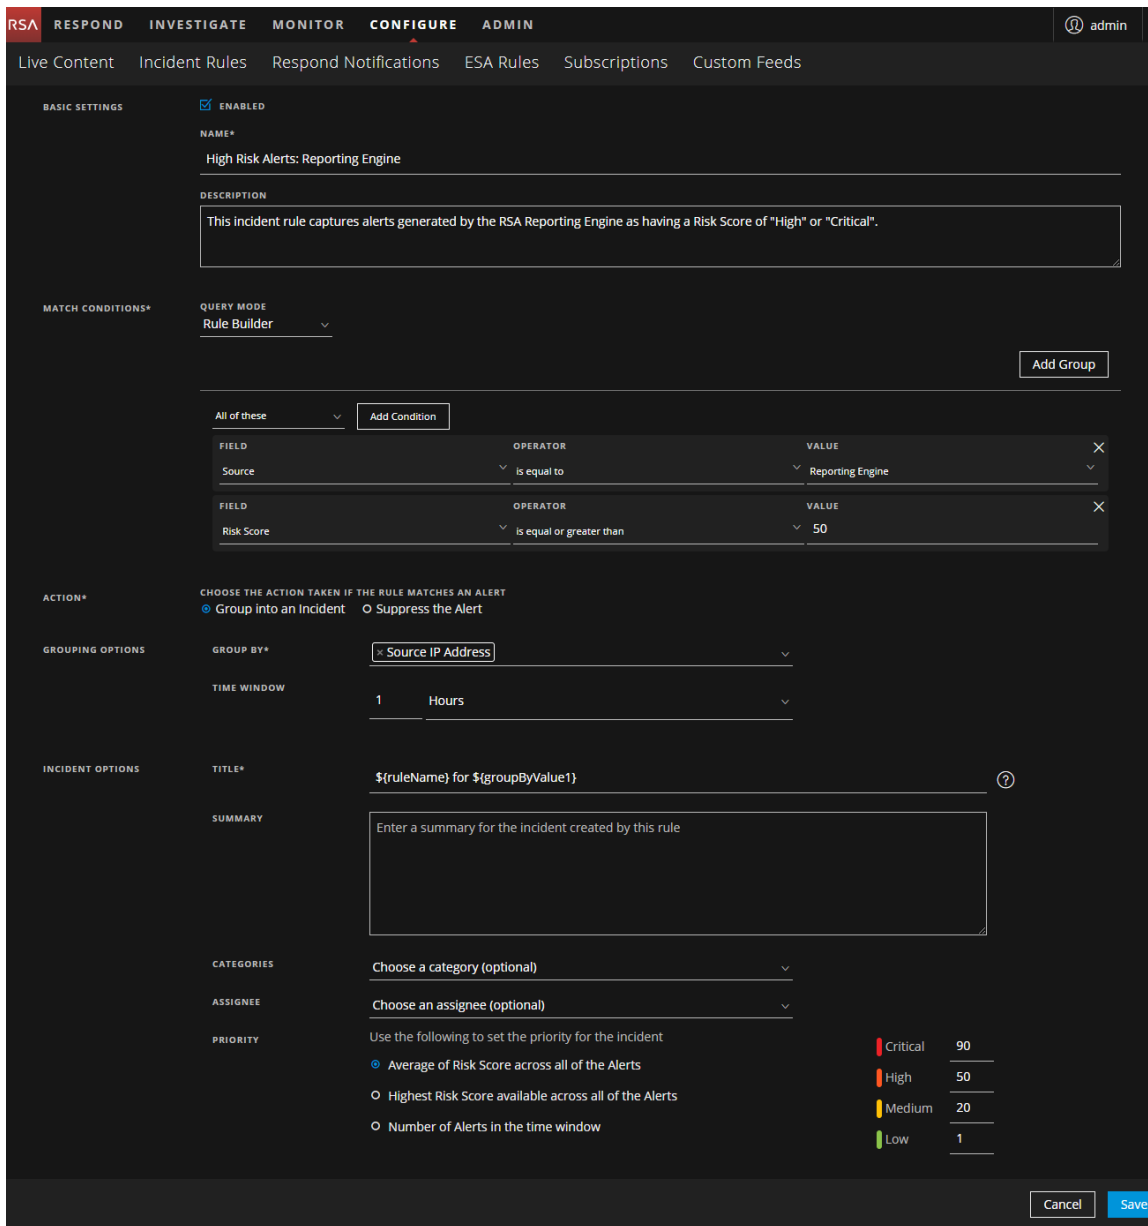 RSA RESPOND INVESTIGATE MONITOR CONFIGURE ADMIN admin
Live Content Incident Rules Respond Notifications ESA Rules Subscriptions Custom Feeds
BASIC SETTINGS ENABLED
NAME*
High Risk Alerts: Reporting Engine
DESCRIPTION
This incident rule captures alerts generated by the RSA Reporting Engine as having a Risk Score of "High" or "Critical".
MATCH CONDITIONS* QUERY MODE
Rule Builder
Add Group
All of these Add Condition
FIELD OPERATOR VALUE
Source is equal to Reporting Engine
FIELD OPERATOR VALUE
Risk Score is equal or greater than 50
ACTION* CHOOSE THE ACTION TAKEN IF THE RULE MATCHES AN ALERT
Group into an Incident Suppress the Alert
GROUPING OPTIONS GROUP BY* × Source IP Address
TIME WINDOW 1 Hours
INCIDENT OPTIONS TITLE* ${ruleName} for ${groupByValue1} ?
SUMMARY Enter a summary for the incident created by this rule
CATEGORIES Choose a category (optional)
ASSIGNEE Choose an assignee (optional)
PRIORITY Use the following to set the priority for the incident
Average of Risk Score across all of the Alerts
Highest Risk Score available across all of the Alerts
Number of Alerts in the time window
Critical 90
High 50
Medium 20
Low 1
Cancel Save